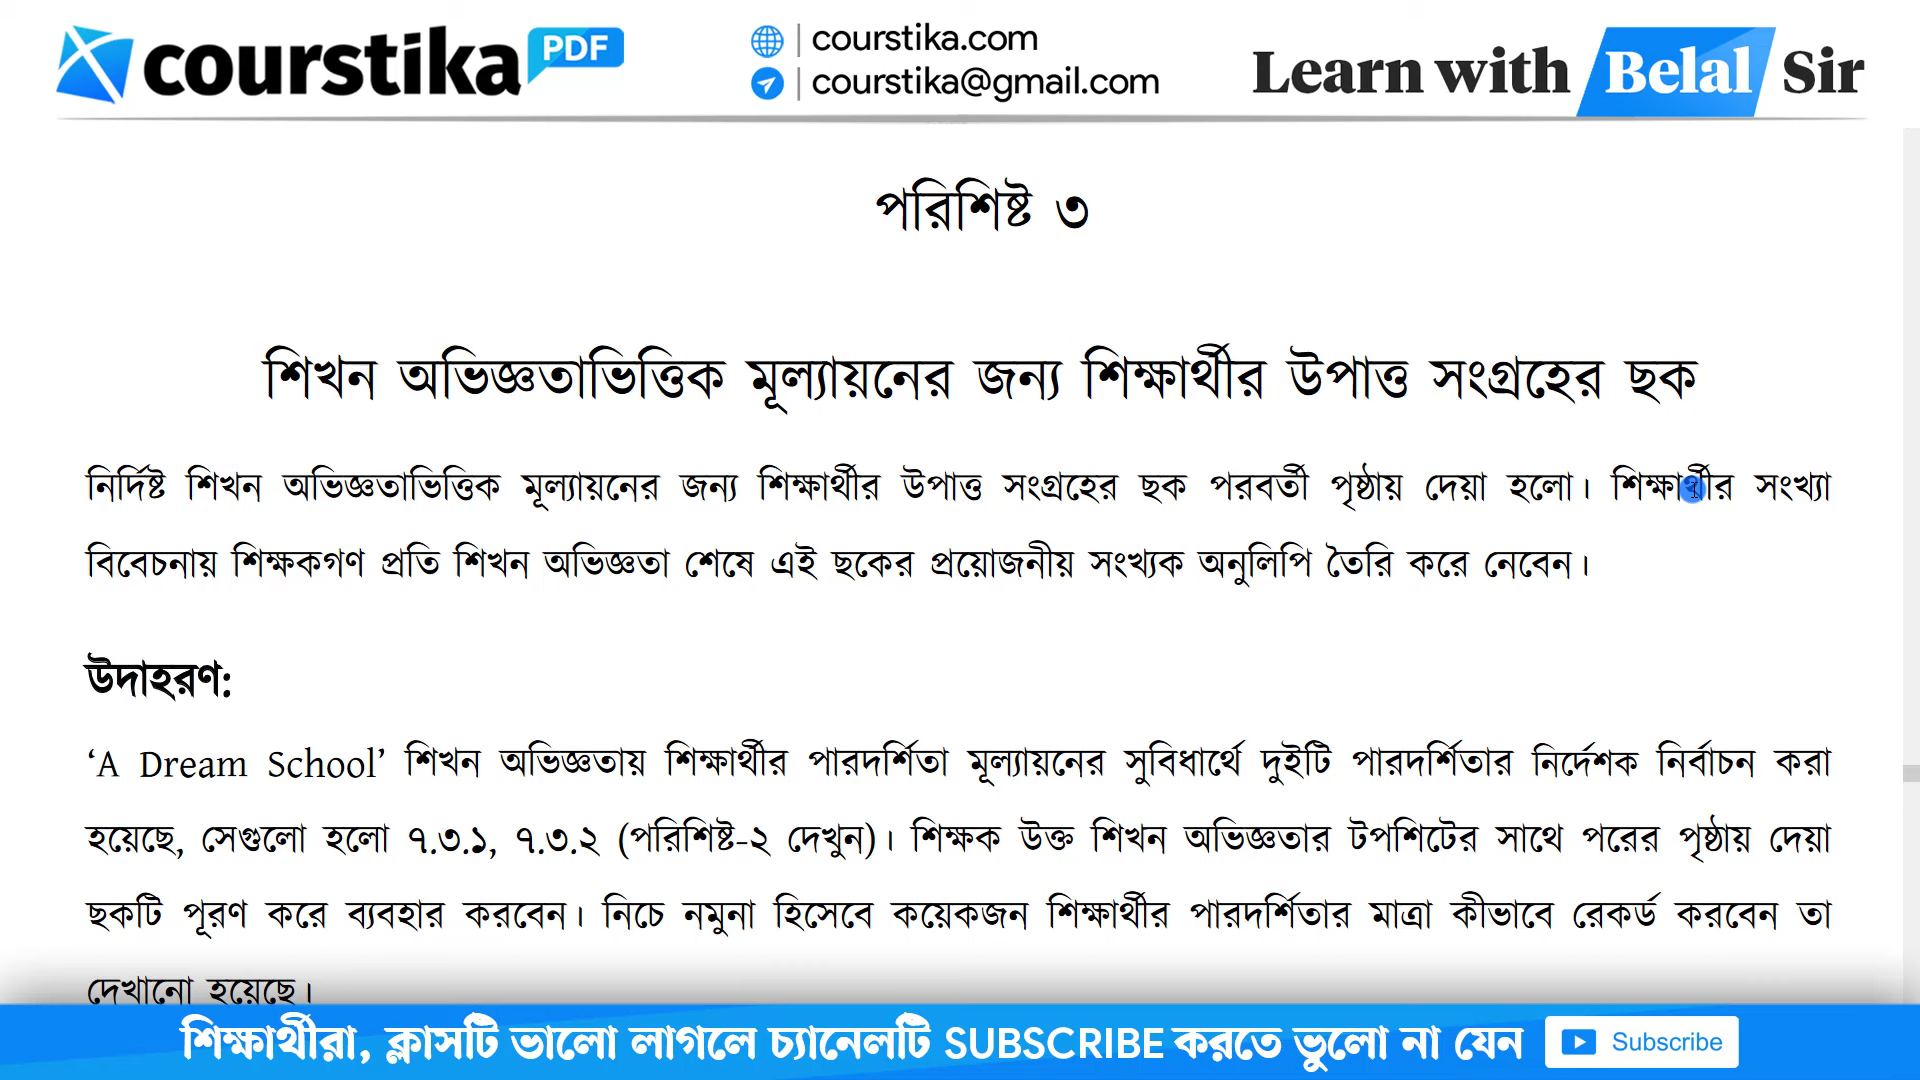 courstika PDF
courstika.com
courstika@gmail.com
Learn with Belal Sir
পরিশিষ্ট ৩
শিখন অভিজ্ঞতাভিত্তিক মূল্যায়নের জন্য শিক্ষার্থীর উপাত্ত সংগ্রহের ছক
নির্দিষ্ট শিখন অভিজ্ঞতাভিত্তিক মূল্যায়নের জন্য শিক্ষার্থীর উপাত্ত সংগ্রহের ছক পরবর্তী পৃষ্ঠায় দেয়া হলো। শিক্ষার্থীর সংখ্যা
বিবেচনায় শিক্ষকগণ প্রতি শিখন অভিজ্ঞতা শেষে এই ছকের প্রয়োজনীয় সংখ্যক অনুলিপি তৈরি করে নেবেন।
উদাহরণ:
‘A Dream School’ শিখন অভিজ্ঞতায় শিক্ষার্থীর পারদর্শিতা মূল্যায়নের সুবিধার্থে দুইটি পারদর্শিতার নির্দেশক নির্বাচন করা
হয়েছে, সেগুলো হলো ৭.৩.১, ৭.৩.২ (পরিশিষ্ট-২ দেখুন)। শিক্ষক উক্ত শিখন অভিজ্ঞতার টপশিটের সাথে পরের পৃষ্ঠায় দেয়া
ছকটি পূরণ করে ব্যবহার করবেন। নিচে নমুনা হিসেবে কয়েকজন শিক্ষার্থীর পারদর্শিতার মাত্রা কীভাবে রেকর্ড করবেন তা
দেখানো হয়েছে।
শিক্ষার্থীরা, ক্লাসটি ভালো লাগলে চ্যানেলটি SUBSCRIBE করতে ভুলো না যেন
Subscribe